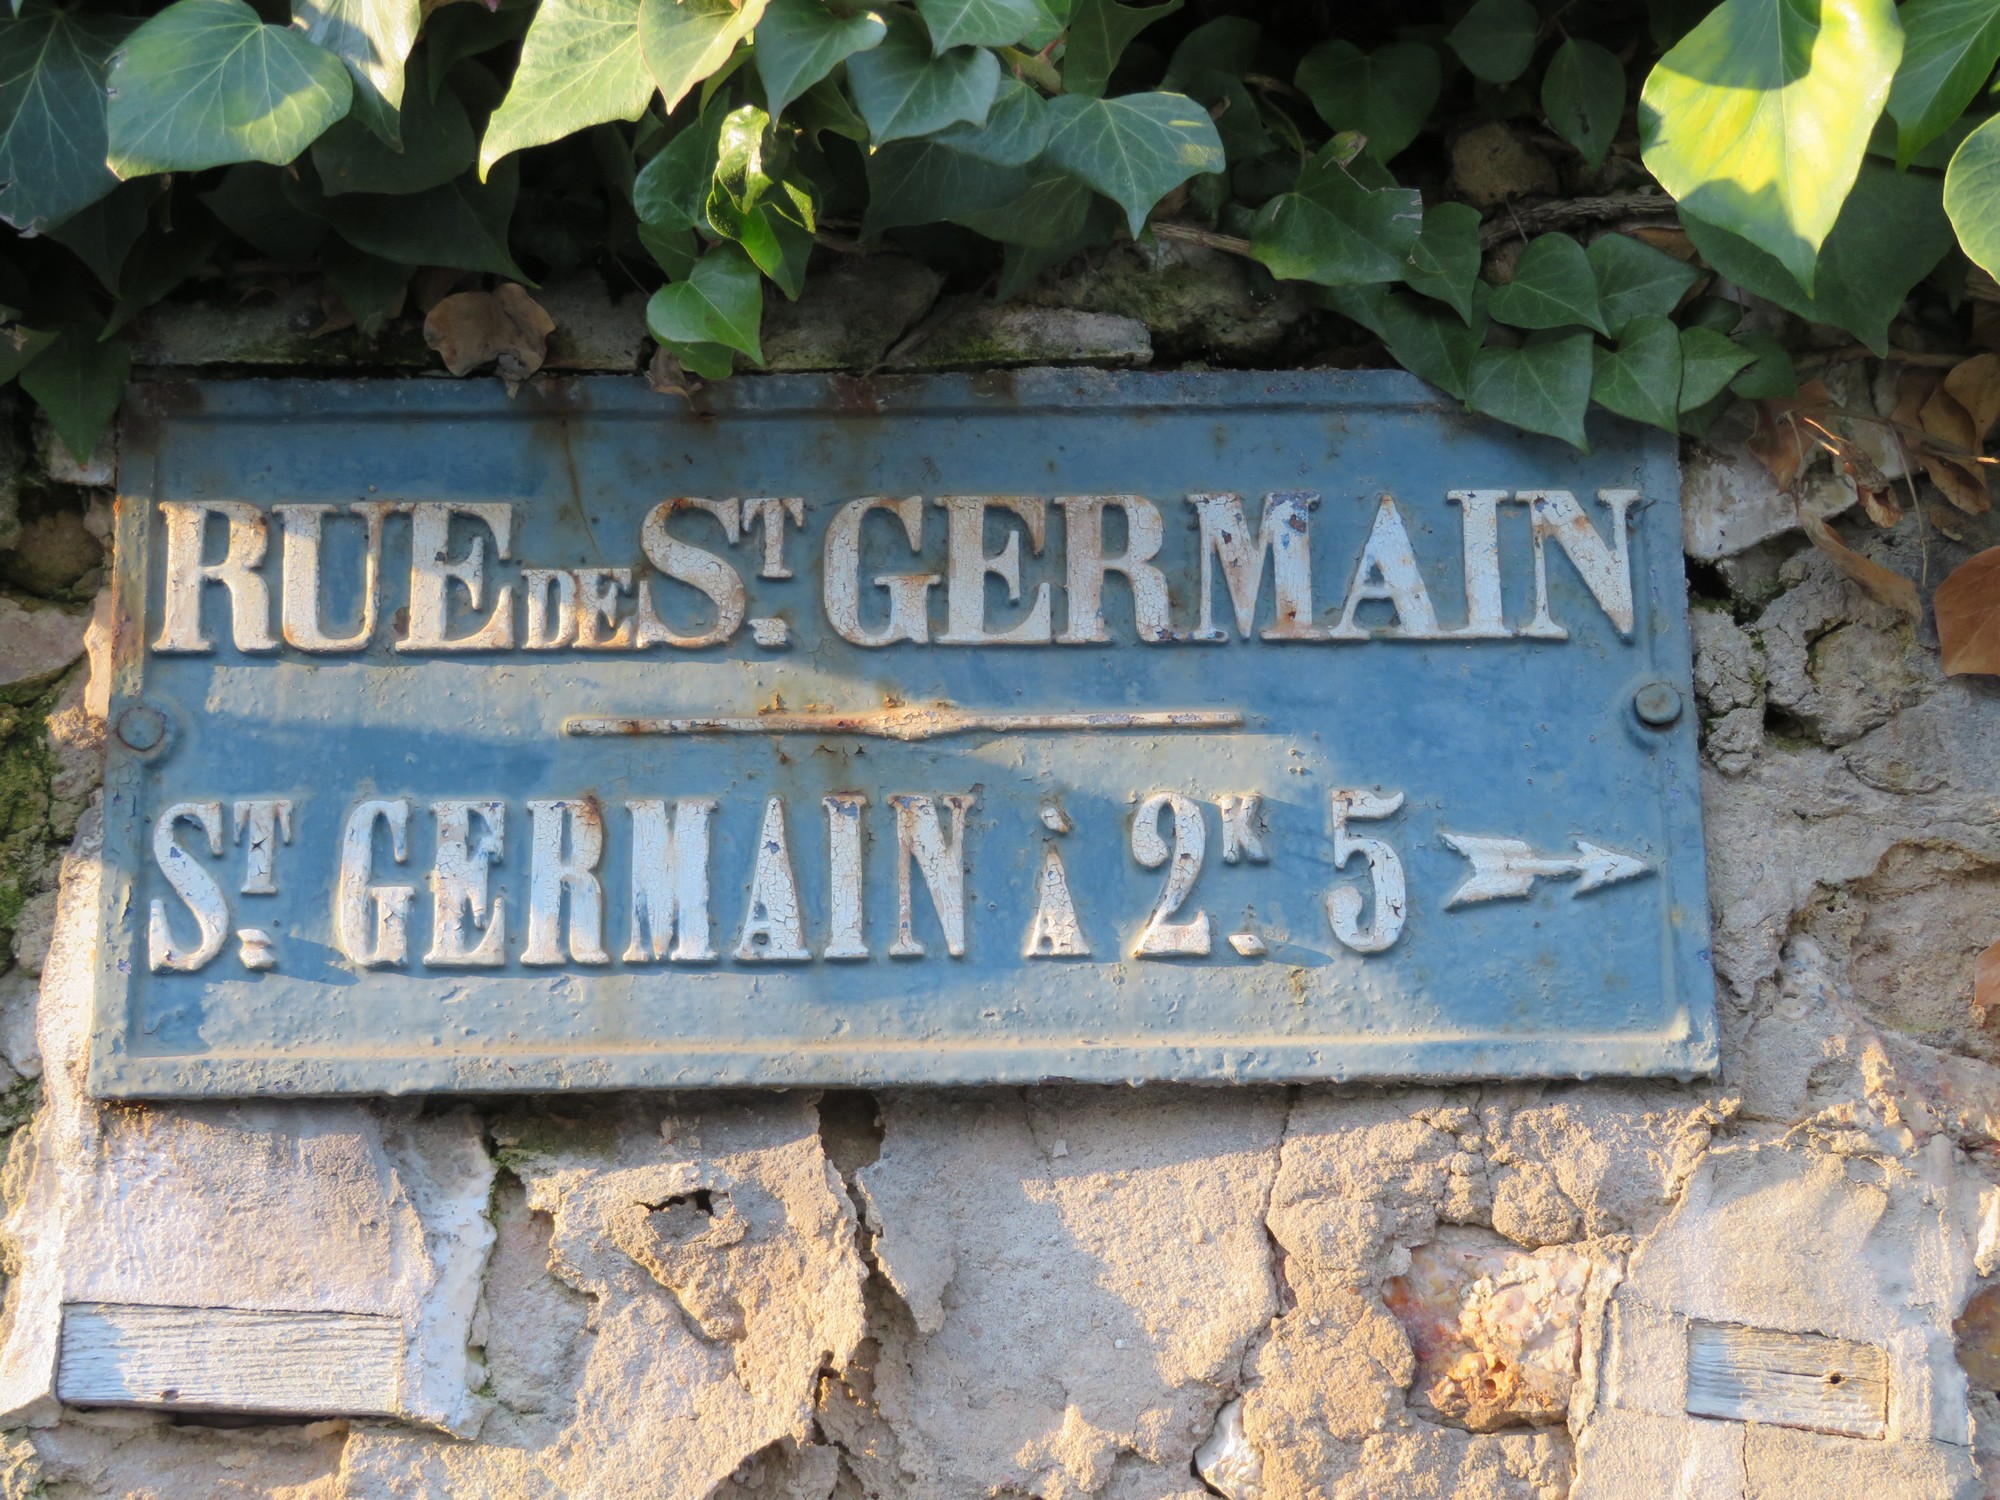 RUE DE ST. GERMAIN
ST. GERMAIN À 2K. 5